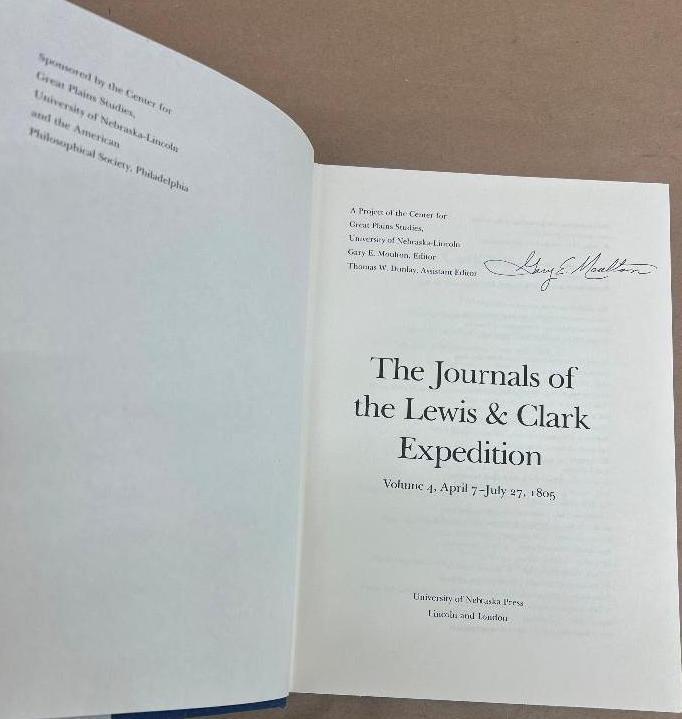 Sponsored by the Center for
Great Plains Studies,
University of Nebraska-Lincoln
and the American
Philosophical Society, Philadelphia
A Project of the Center for
Great Plains Studies,
University of Nebraska-Lincoln
Gary E. Moulton, Editor
Thomas W. Dunlay, Assistant Editor
Gary E. Moulton
The Journals of
the Lewis & Clark
Expedition
Volume 4, April 7–July 27, 1805
University of Nebraska Press
Lincoln and London